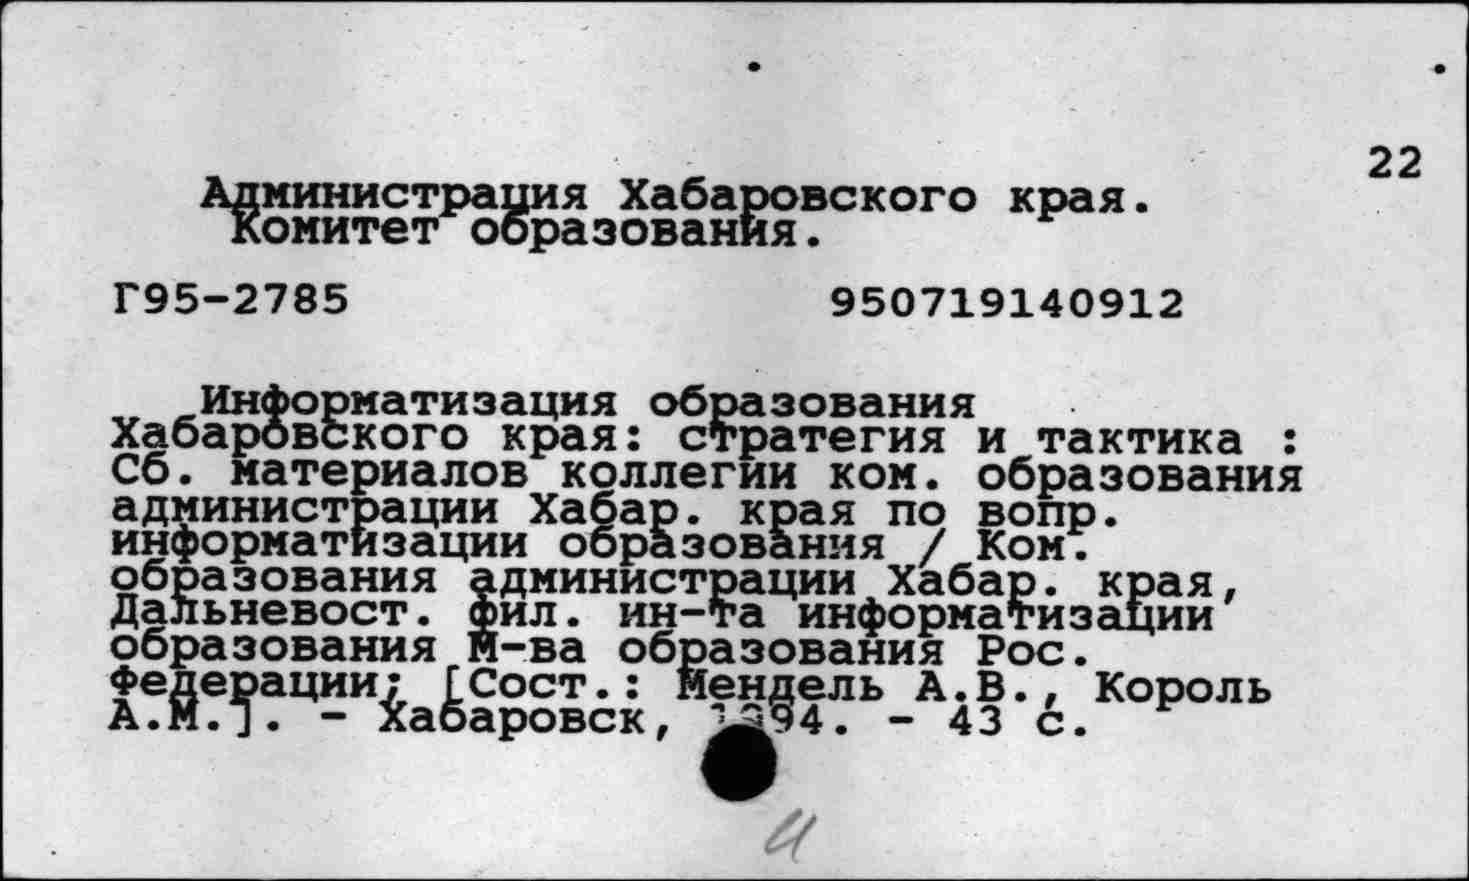 22
Администрация Хабаровского края.
Комитет образования.
Г95-2785 950719140912
Информатизация образования
Хабаровского края: стратегия и тактика :
Сб. материалов коллегии ком. образования
администрации Хабар. края по вопр.
информатизации образования / Ком.
образования администрации Хабар. края,
Дальневост. фил. ин-та информатизации
образования М-ва образования Рос.
Федерации; [Сост.: Мендель А.В., Король
А.М.]. - Хабаровск, 1994. - 43 с.
И